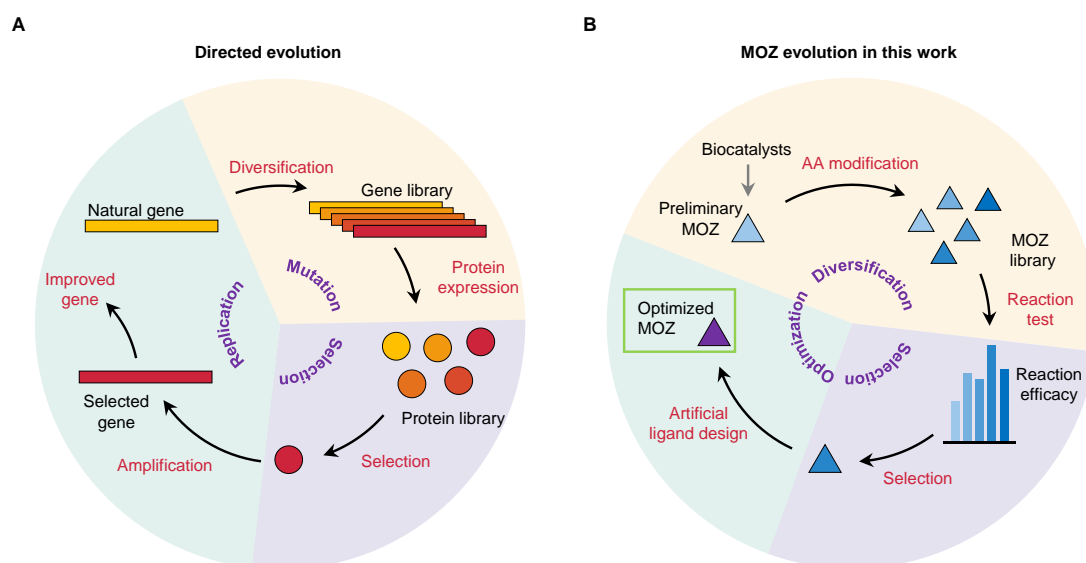 A
Directed evolution
Diversification
Gene library
Natural gene
Protein
expression
Improved
gene
Mutation
Replication
Selection
Selected
gene
Protein library
Amplification
Selection
B
MOZ evolution in this work
Biocatalysts
AA modification
Preliminary
MOZ
MOZ
library
Diversification
Reaction
test
Optimized
MOZ
Optimization
Selection
Reaction
efficacy
Artificial
ligand design
Selection